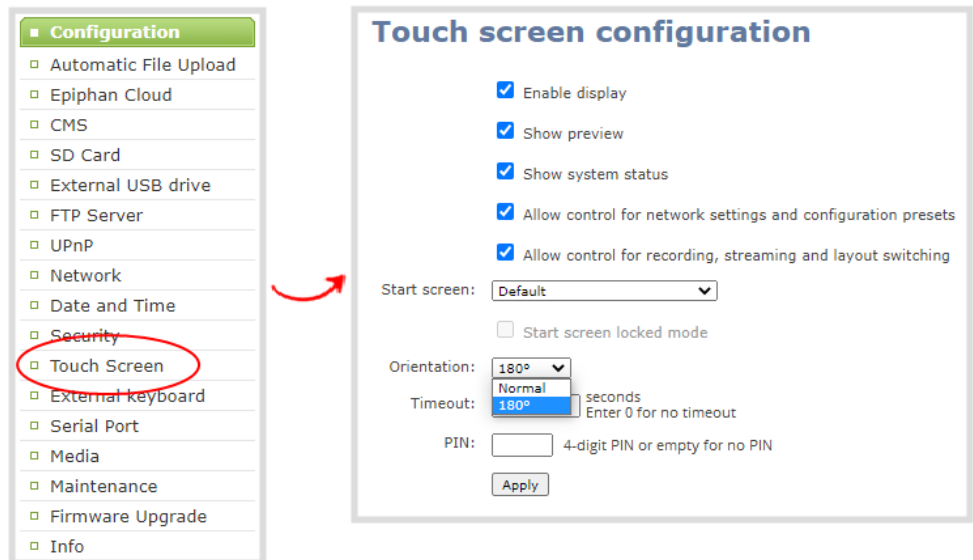 Configuration
Automatic File Upload
Epiphan Cloud
CMS
SD Card
External USB drive
FTP Server
UPnP
Network
Date and Time
Security
Touch Screen
External keyboard
Serial Port
Media
Maintenance
Firmware Upgrade
Info
Touch screen configuration
Enable display
Show preview
Show system status
Allow control for network settings and configuration presets
Allow control for recording, streaming and layout switching
Start screen: Default
Start screen locked mode
Orientation: 180º
Normal
180º
Timeout: seconds
Enter 0 for no timeout
PIN: 4-digit PIN or empty for no PIN
Apply